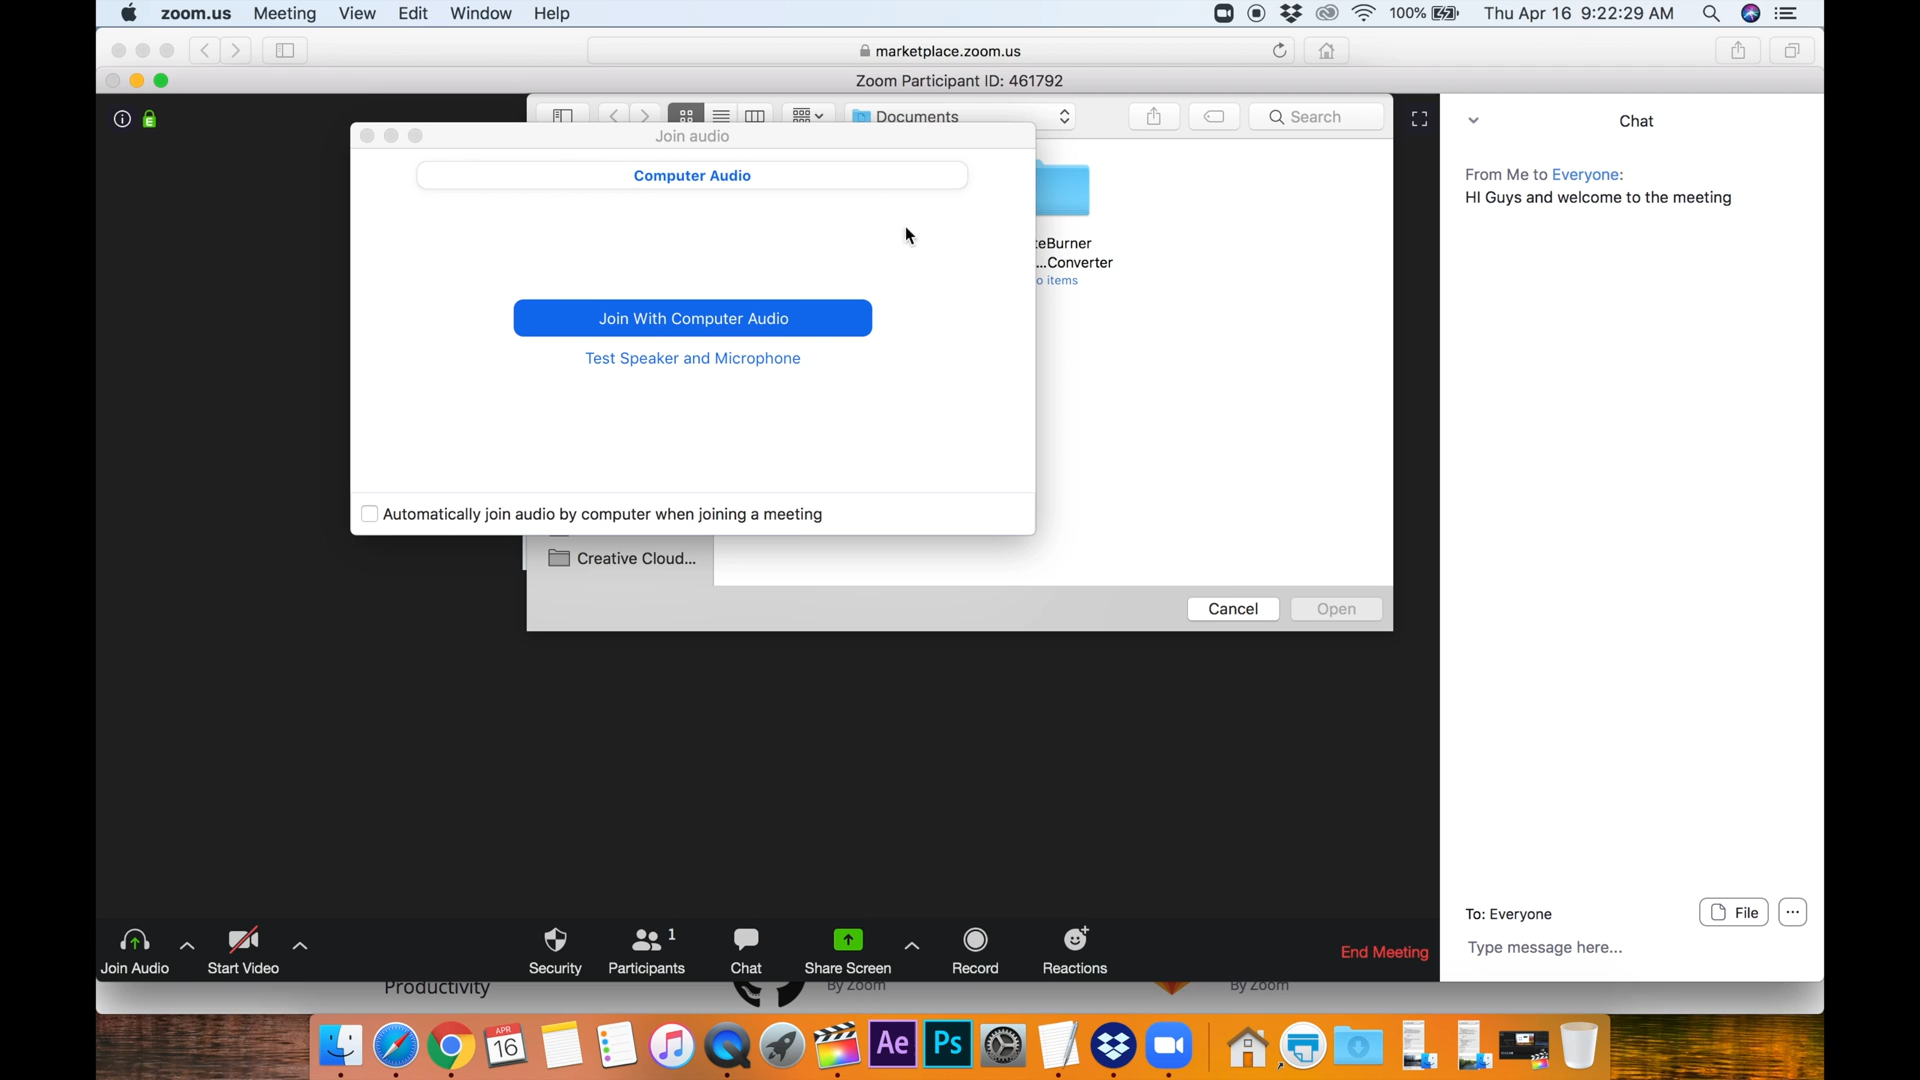 zoom.us Meeting View Edit Window Help 100% Thu Apr 16 9:22:29 AM
marketplace.zoom.us
Zoom Participant ID: 461792
Documents
Search
Join audio
Computer Audio
Join With Computer Audio
Test Speaker and Microphone
Automatically join audio by computer when joining a meeting
teBurner
...Converter
o items
Creative Cloud...
Cancel
Open
Chat
From Me to Everyone:
HI Guys and welcome to the meeting
To: Everyone
File
Type message here...
Join Audio
Start Video
Security
1
Participants
Chat
Share Screen
Record
Reactions
End Meeting
Productivity
By Zoom
By Zoom
APR
16
Ae
Ps